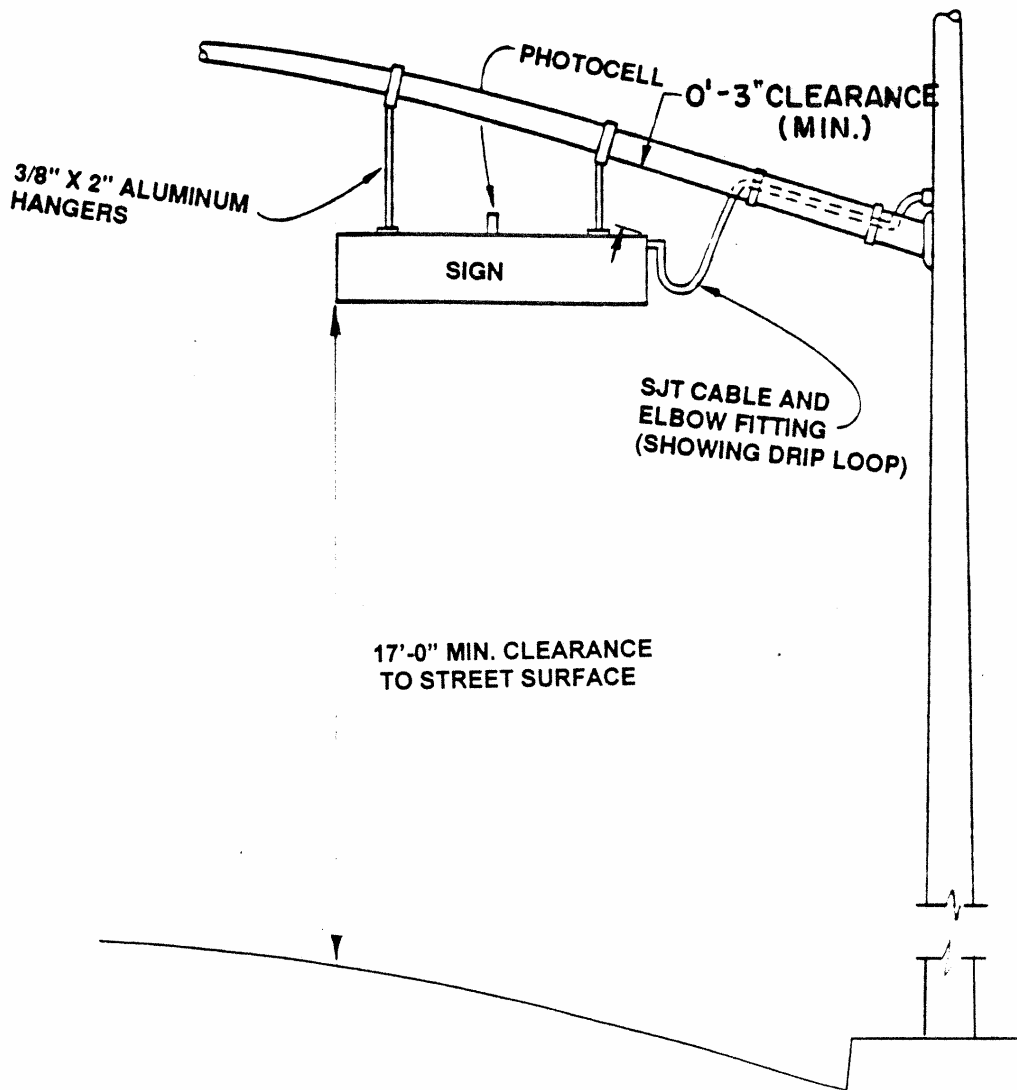 PHOTOCELL
0'-3" CLEARANCE
(MIN.)
3/8" X 2" ALUMINUM
HANGERS
SIGN
SJT CABLE AND
ELBOW FITTING
(SHOWING DRIP LOOP)
17'-0" MIN. CLEARANCE
TO STREET SURFACE